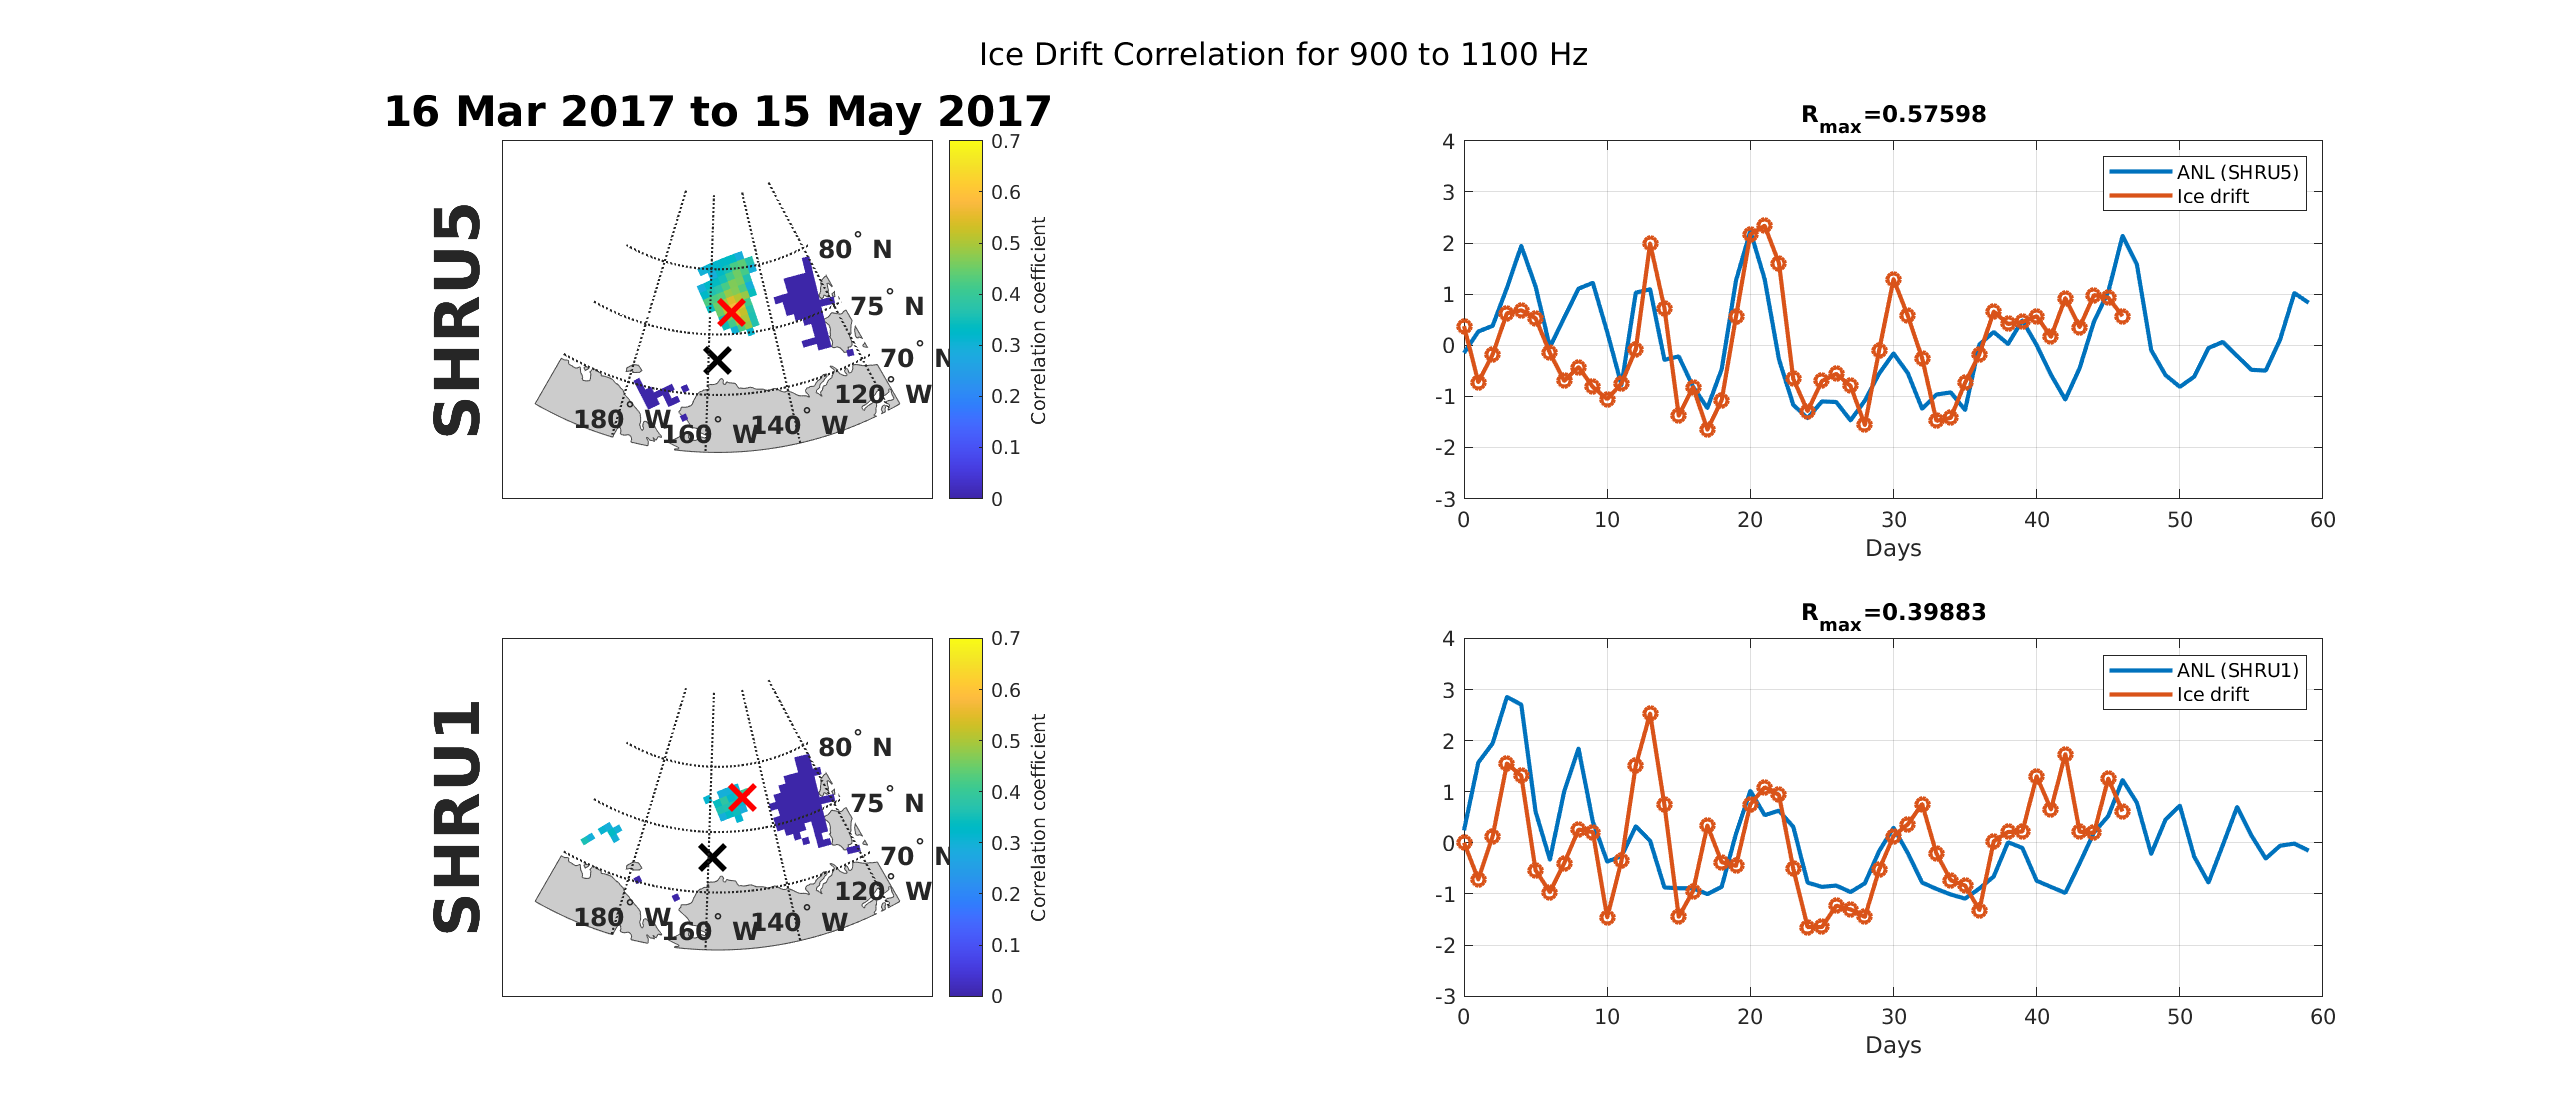 Ice Drift Correlation for 900 to 1100 Hz
16 Mar 2017 to 15 May 2017
SHRU5
80° N
75° N
70° N
120° W
180° W
160° W
140° W
0.7
0.6
0.5
0.4
0.3
0.2
0.1
0
Correlation coefficient
Rmax=0.57598
ANL (SHRU5)
Ice drift
4
3
2
1
0
-1
-2
-3
0 10 20 30 40 50 60
Days
SHRU1
80° N
75° N
70° N
120° W
180° W
160° W
140° W
0.7
0.6
0.5
0.4
0.3
0.2
0.1
0
Correlation coefficient
Rmax=0.39883
ANL (SHRU1)
Ice drift
4
3
2
1
0
-1
-2
-3
0 10 20 30 40 50 60
Days